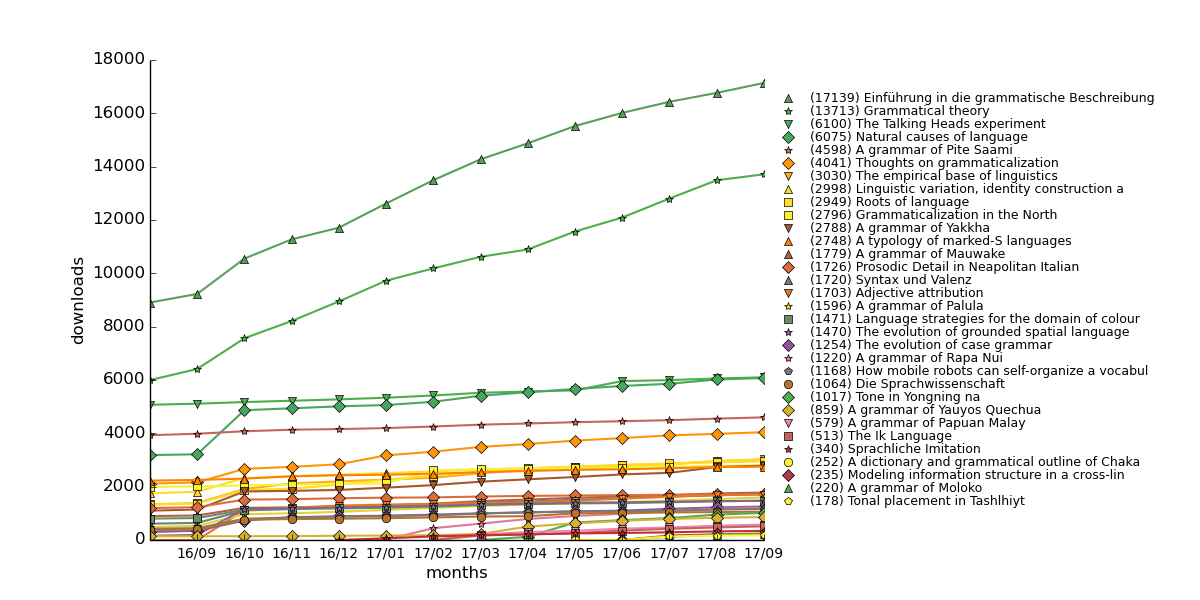 18000
16000
14000
12000
10000
8000
6000
4000
2000
0
downloads
16/09 16/10 16/11 16/12 17/01 17/02 17/03 17/04 17/05 17/06 17/07 17/08 17/09
months
(17139) Einführung in die grammatische Beschreibung
(13713) Grammatical theory
(6100) The Talking Heads experiment
(6075) Natural causes of language
(4598) A grammar of Pite Saami
(4041) Thoughts on grammaticalization
(3030) The empirical base of linguistics
(2998) Linguistic variation, identity construction a
(2949) Roots of language
(2796) Grammaticalization in the North
(2788) A grammar of Yakkha
(2748) A typology of marked-S languages
(1779) A grammar of Mauwake
(1726) Prosodic Detail in Neapolitan Italian
(1720) Syntax und Valenz
(1703) Adjective attribution
(1596) A grammar of Palula
(1471) Language strategies for the domain of colour
(1470) The evolution of grounded spatial language
(1254) The evolution of case grammar
(1220) A grammar of Rapa Nui
(1168) How mobile robots can self-organize a vocabul
(1064) Die Sprachwissenschaft
(1017) Tone in Yongning na
(859) A grammar of Yauyos Quechua
(579) A grammar of Papuan Malay
(513) The Ik Language
(340) Sprachliche Imitation
(252) A dictionary and grammatical outline of Chaka
(235) Modeling information structure in a cross-lin
(220) A grammar of Moloko
(178) Tonal placement in Tashlhiyt